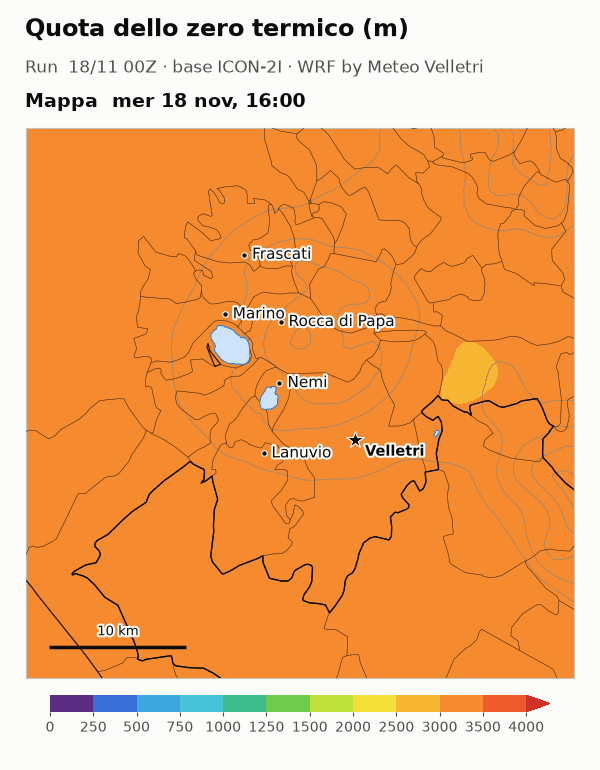 Quota dello zero termico (m)
Run  18/11 00Z · base ICON-2I · WRF by Meteo Velletri
Mappa  mer 18 nov, 16:00
Frascati
Marino
Rocca di Papa
Nemi
Velletri
Lanuvio
10 km
0 250 500 750 1000 1250 1500 2000 2500 3000 3500 4000